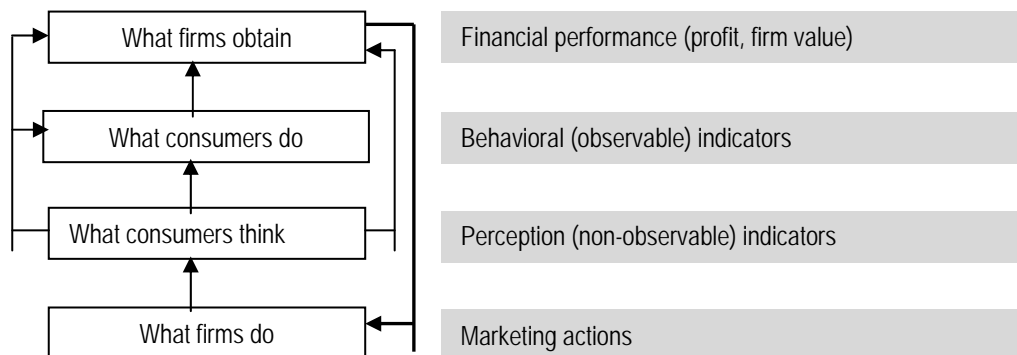 What firms obtain
Financial performance (profit, firm value)
What consumers do
Behavioral (observable) indicators
What consumers think
Perception (non-observable) indicators
What firms do
Marketing actions